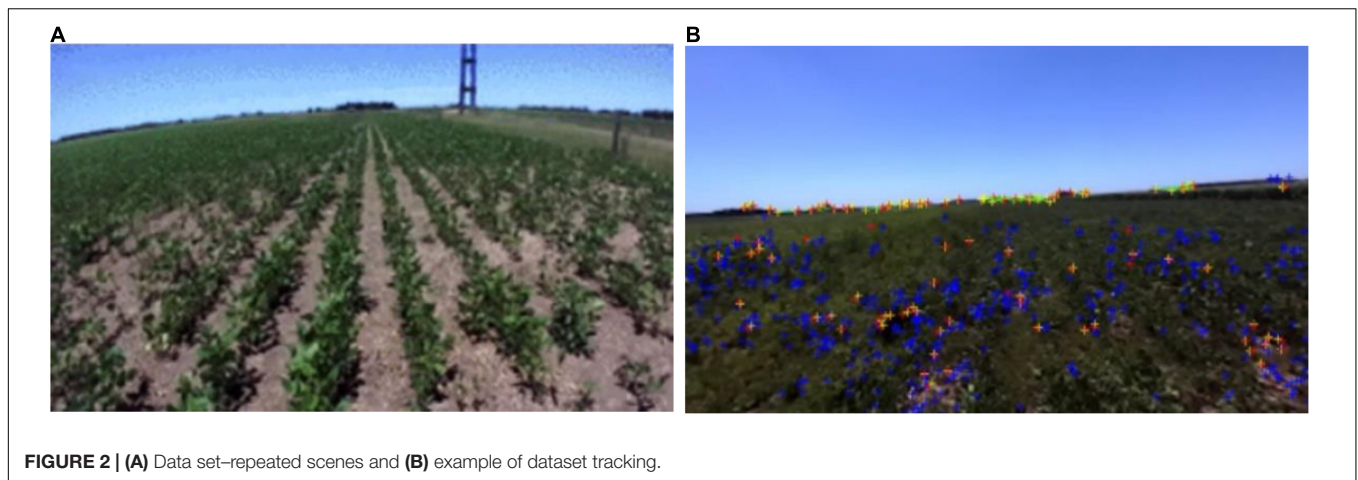 A
B
FIGURE 2 | (A) Data set–repeated scenes and (B) example of dataset tracking.